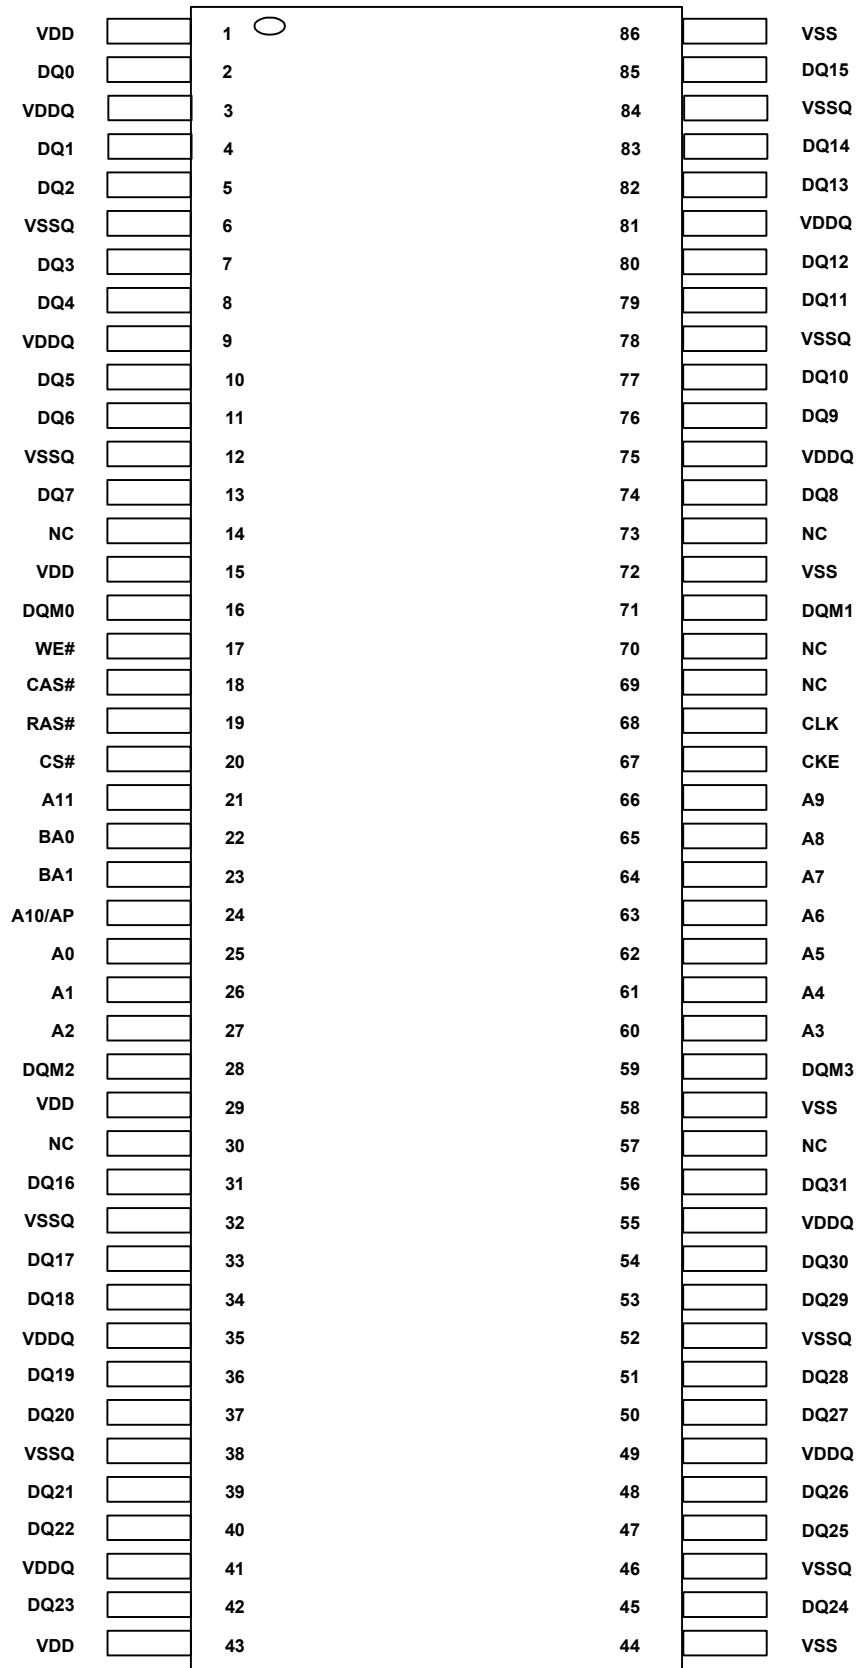 VDD 1 86 VSS
DQ0 2 85 DQ15
VDDQ 3 84 VSSQ
DQ1 4 83 DQ14
DQ2 5 82 DQ13
VSSQ 6 81 VDDQ
DQ3 7 80 DQ12
DQ4 8 79 DQ11
VDDQ 9 78 VSSQ
DQ5 10 77 DQ10
DQ6 11 76 DQ9
VSSQ 12 75 VDDQ
DQ7 13 74 DQ8
NC 14 73 NC
VDD 15 72 VSS
DQM0 16 71 DQM1
WE# 17 70 NC
CAS# 18 69 NC
RAS# 19 68 CLK
CS# 20 67 CKE
A11 21 66 A9
BA0 22 65 A8
BA1 23 64 A7
A10/AP 24 63 A6
A0 25 62 A5
A1 26 61 A4
A2 27 60 A3
DQM2 28 59 DQM3
VDD 29 58 VSS
NC 30 57 NC
DQ16 31 56 DQ31
VSSQ 32 55 VDDQ
DQ17 33 54 DQ30
DQ18 34 53 DQ29
VDDQ 35 52 VSSQ
DQ19 36 51 DQ28
DQ20 37 50 DQ27
VSSQ 38 49 VDDQ
DQ21 39 48 DQ26
DQ22 40 47 DQ25
VDDQ 41 46 VSSQ
DQ23 42 45 DQ24
VDD 43 44 VSS